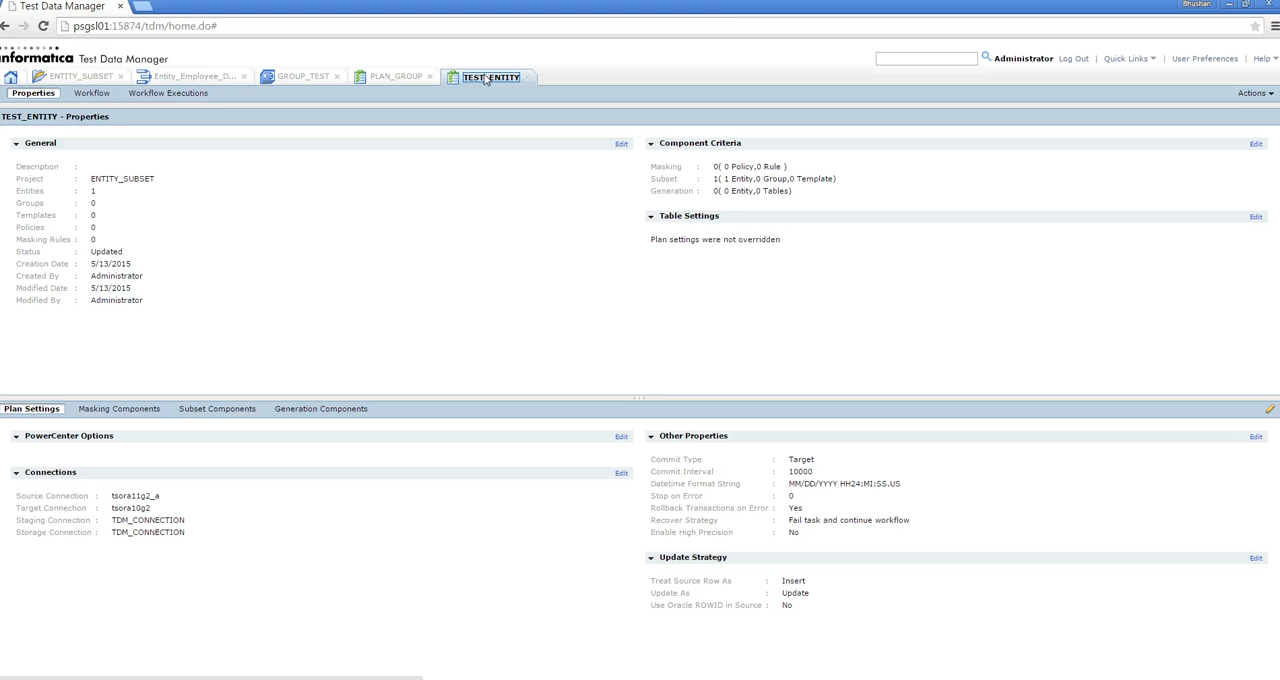 Test Data Manager
Bhushan
psgsl01:15874/tdm/home.do#
nformatica Test Data Manager
Administrator Log Out | Quick Links | User Preferences | Help
ENTITY_SUBSET Entity_Employee_D... GROUP_TEST PLAN_GROUP TEST_ENTITY
Properties Workflow Workflow Executions Actions
TEST_ENTITY - Properties
General Edit
Description :
Project : ENTITY_SUBSET
Entities : 1
Groups : 0
Templates : 0
Policies : 0
Masking Rules : 0
Status : Updated
Creation Date : 5/13/2015
Created By : Administrator
Modified Date : 5/13/2015
Modified By : Administrator
Component Criteria Edit
Masking : 0( 0 Policy,0 Rule )
Subset : 1( 1 Entity,0 Group,0 Template)
Generation : 0( 0 Entity,0 Tables)
Table Settings Edit
Plan settings were not overridden
Plan Settings Masking Components Subset Components Generation Components
PowerCenter Options Edit
Connections Edit
Source Connection : tsora11g2_a
Target Connection : tsora10g2
Staging Connection : TDM_CONNECTION
Storage Connection : TDM_CONNECTION
Other Properties Edit
Commit Type : Target
Commit Interval : 10000
Datetime Format String : MM/DD/YYYY HH24:MI:SS.US
Stop on Error : 0
Rollback Transactions on Error : Yes
Recover Strategy : Fail task and continue workflow
Enable High Precision : No
Update Strategy Edit
Treat Source Row As : Insert
Update As : Update
Use Oracle ROWID in Source : No